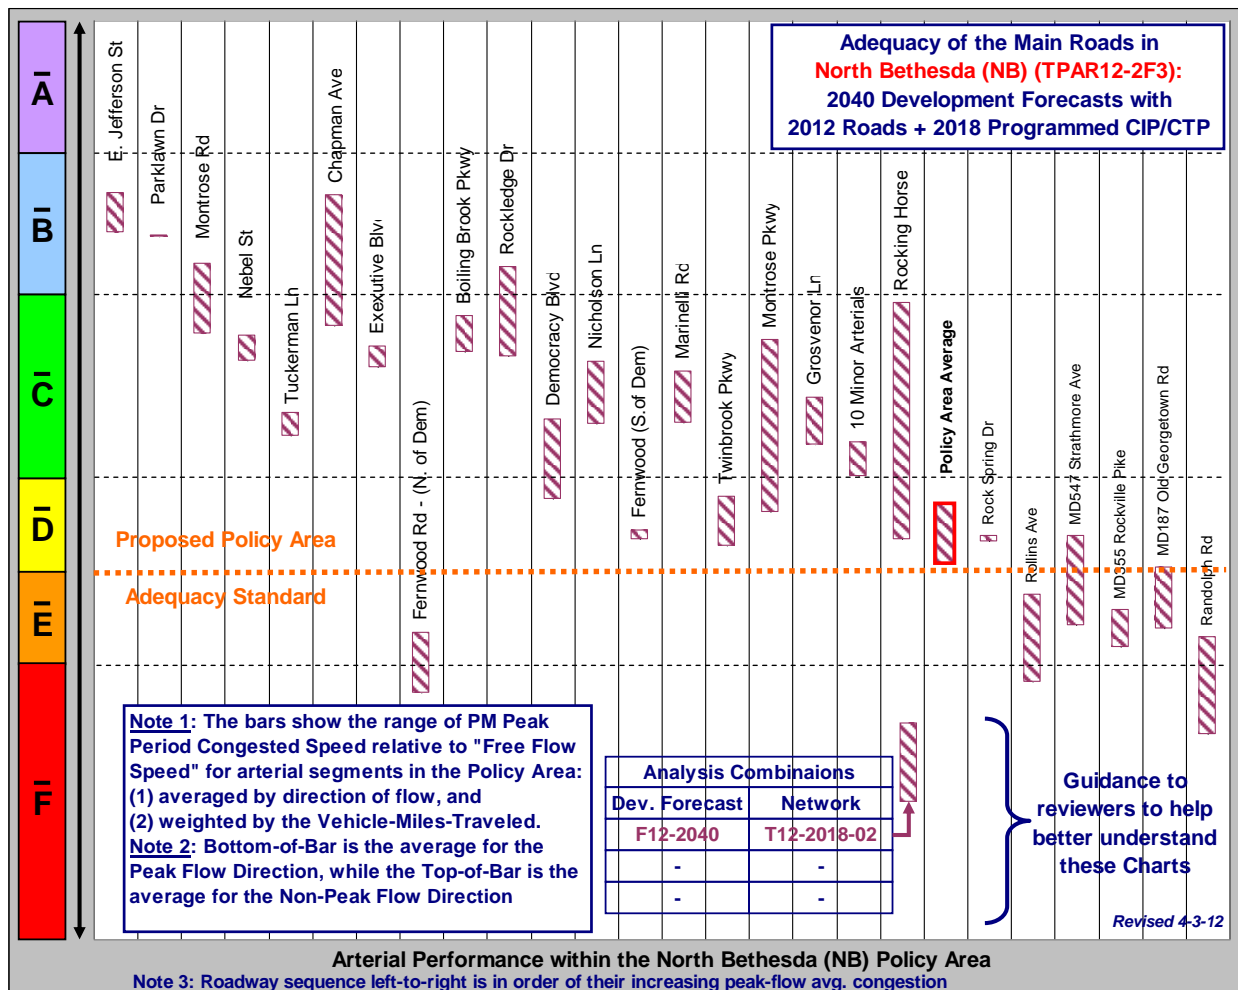 Adequacy of the Main Roads in
North Bethesda (NB) (TPAR12-2F3):
2040 Development Forecasts with
2012 Roads + 2018 Programmed CIP/CTP
A
B
C
D
E
F
E. Jefferson St
Parklawn Dr
Montrose Rd
Nebel St
Tuckerman Ln
Chapman Ave
Exexutive Blvd
Fernwood Rd - (N. of Dem)
Boiling Brook Pkwy
Rockledge Dr
Democracy Blvd
Nicholson Ln
Fernwood (S.of Dem)
Marinelli Rd
Twinbrook Pkwy
Montrose Pkwy
Grosvenor Ln
10 Minor Arterials
Rocking Horse
Policy Area Average
Rock Spring Dr
Rollins Ave
MD547 Strathmore Ave
MD355 Rockville Pike
MD187 Old Georgetown Rd
Randolph Rd
Proposed Policy Area
Adequacy Standard
Note 1: The bars show the range of PM Peak
Period Congested Speed relative to "Free Flow
Speed" for arterial segments in the Policy Area:
(1) averaged by direction of flow, and
(2) weighted by the Vehicle-Miles-Traveled.
Note 2: Bottom-of-Bar is the average for the
Peak Flow Direction, while the Top-of-Bar is the
average for the Non-Peak Flow Direction
Analysis Combinaions
Dev. Forecast Network
F12-2040 T12-2018-02
- -
- -
Guidance to
reviewers to help
better understand
these Charts
Revised 4-3-12
Arterial Performance within the North Bethesda (NB) Policy Area
Note 3: Roadway sequence left-to-right is in order of their increasing peak-flow avg. congestion